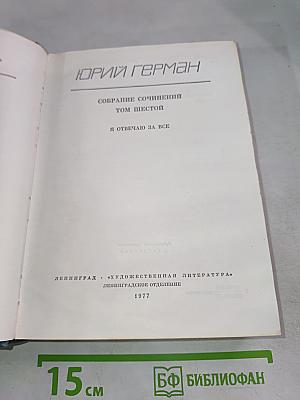 ЮРИЙ ГЕРМАН
СОБРАНИЕ СОЧИНЕНИЙ
ТОМ ШЕСТОЙ
Я ОТВЕЧАЮ ЗА ВСЕ
ЛЕНИНГРАД · «ХУДОЖЕСТВЕННАЯ ЛИТЕРАТУРА»
ЛЕНИНГРАДСКОЕ ОТДЕЛЕНИЕ
1977
15 см
БФ БИБЛИОФАН